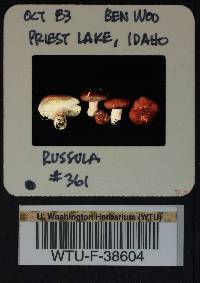 OCT 83 BEN WOO
PRIEST LAKE, IDAHO
RUSSULA
#361
U. Washington Herbarium (WTU)
WTU-F-38604